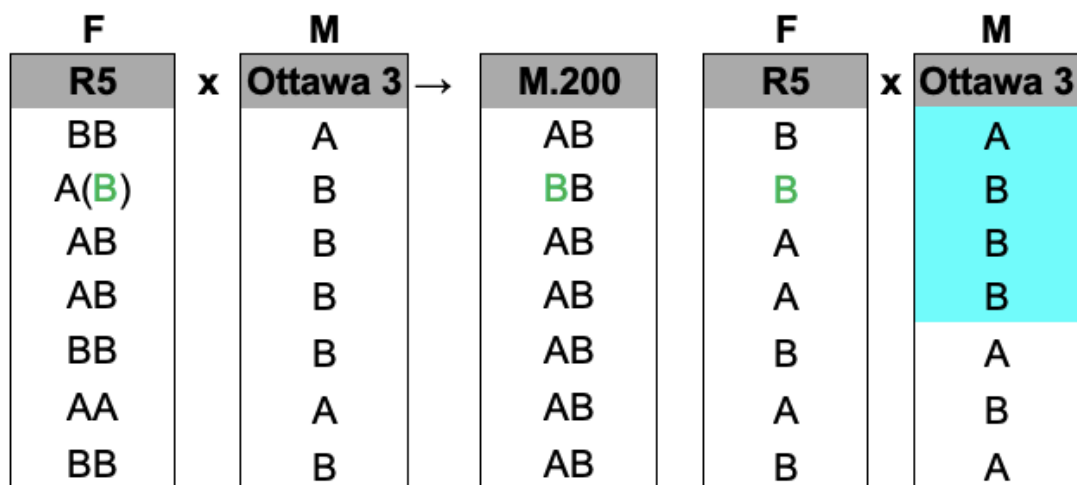 F M F M
R5 x Ottawa 3 → M.200 R5 x Ottawa 3
BB A AB B A
A(B) B BB B B
AB B AB A B
AB B AB A B
BB B AB B A
AA A AB A B
BB B AB B A